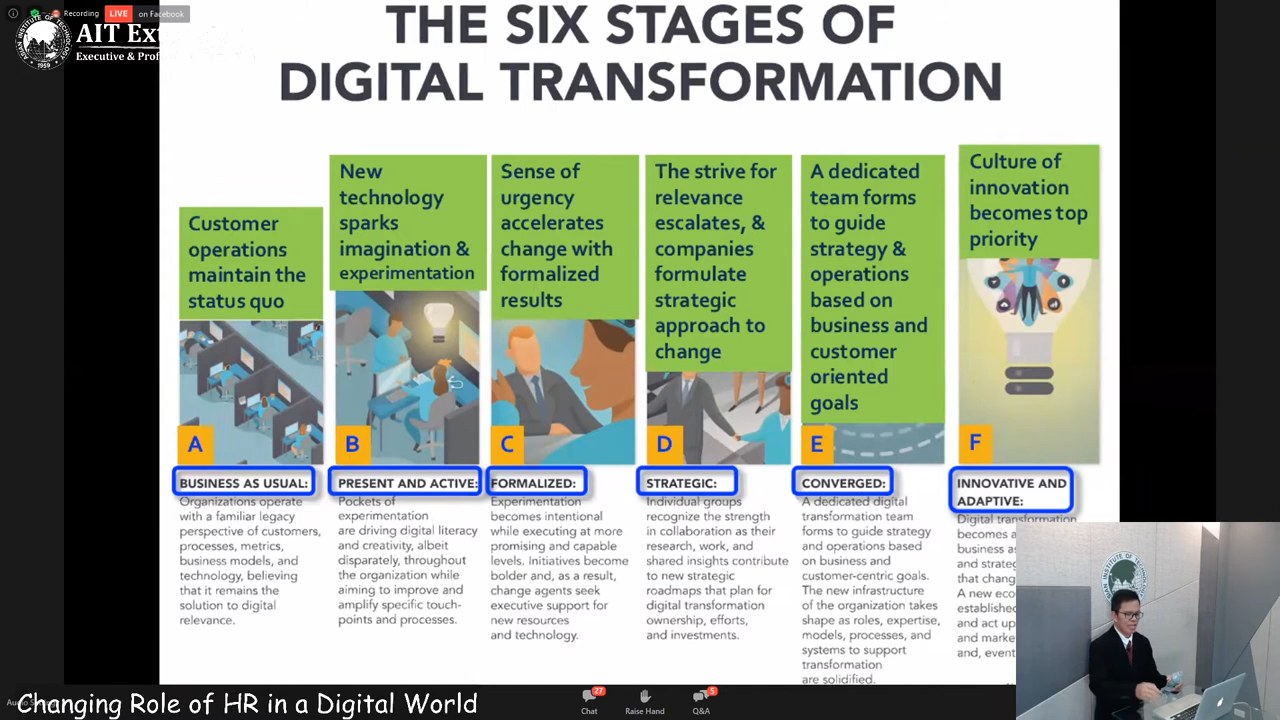 Recording
LIVE
on Facebook
AIT Ext
Executive & Prof
ASIAN INSTITUTE OF TECHNOLOGY
1959
THE SIX STAGES OF
DIGITAL TRANSFORMATION
Customer
operations
maintain the
status quo
A
BUSINESS AS USUAL:
Organizations operate
with a familiar legacy
perspective of customers,
processes, metrics,
business models, and
technology, believing
that it remains the
solution to digital
relevance.
New
technology
sparks
imagination &
experimentation
B
PRESENT AND ACTIVE:
Pockets of
experimentation
are driving digital literacy
and creativity, albeit
disparately, throughout
the organization while
aiming to improve and
amplify specific touch-
points and processes.
Sense of
urgency
accelerates
change with
formalized
results
C
FORMALIZED:
Experimentation
becomes intentional
while executing at more
promising and capable
levels. Initiatives become
bolder and, as a result,
change agents seek
executive support for
new resources
and technology.
The strive for
relevance
escalates, &
companies
formulate
strategic
approach to
change
D
STRATEGIC:
Individual groups
recognize the strength
in collaboration as their
research, work, and
shared insights contribute
to new strategic
roadmaps that plan for
digital transformation
ownership, efforts,
and investments.
A dedicated
team forms
to guide
strategy &
operations
based on
business and
customer
oriented
goals
E
CONVERGED:
A dedicated digital
transformation team
forms to guide strategy
and operations based
on business and
customer-centric goals.
The new infrastructure
of the organization takes
shape as roles, expertise,
models, processes, and
systems to support
transformation
are solidified.
Culture of
innovation
becomes top
priority
F
INNOVATIVE AND
ADAPTIVE:
Digital transformation
becomes a
business as
and strateg
that chang
A new eco
established
and act up
and marke
and, event
Changing Role of HR in a Digital World
27
Chat
Raise Hand
5
Q&A